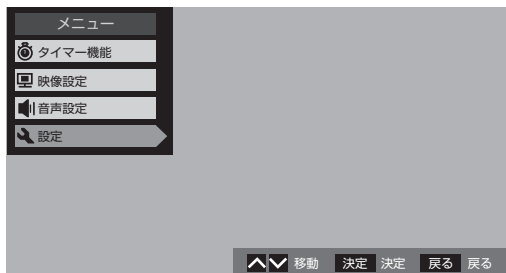 メニュー
タイマー機能
映像設定
音声設定
設定
移動 決定 決定 戻る 戻る